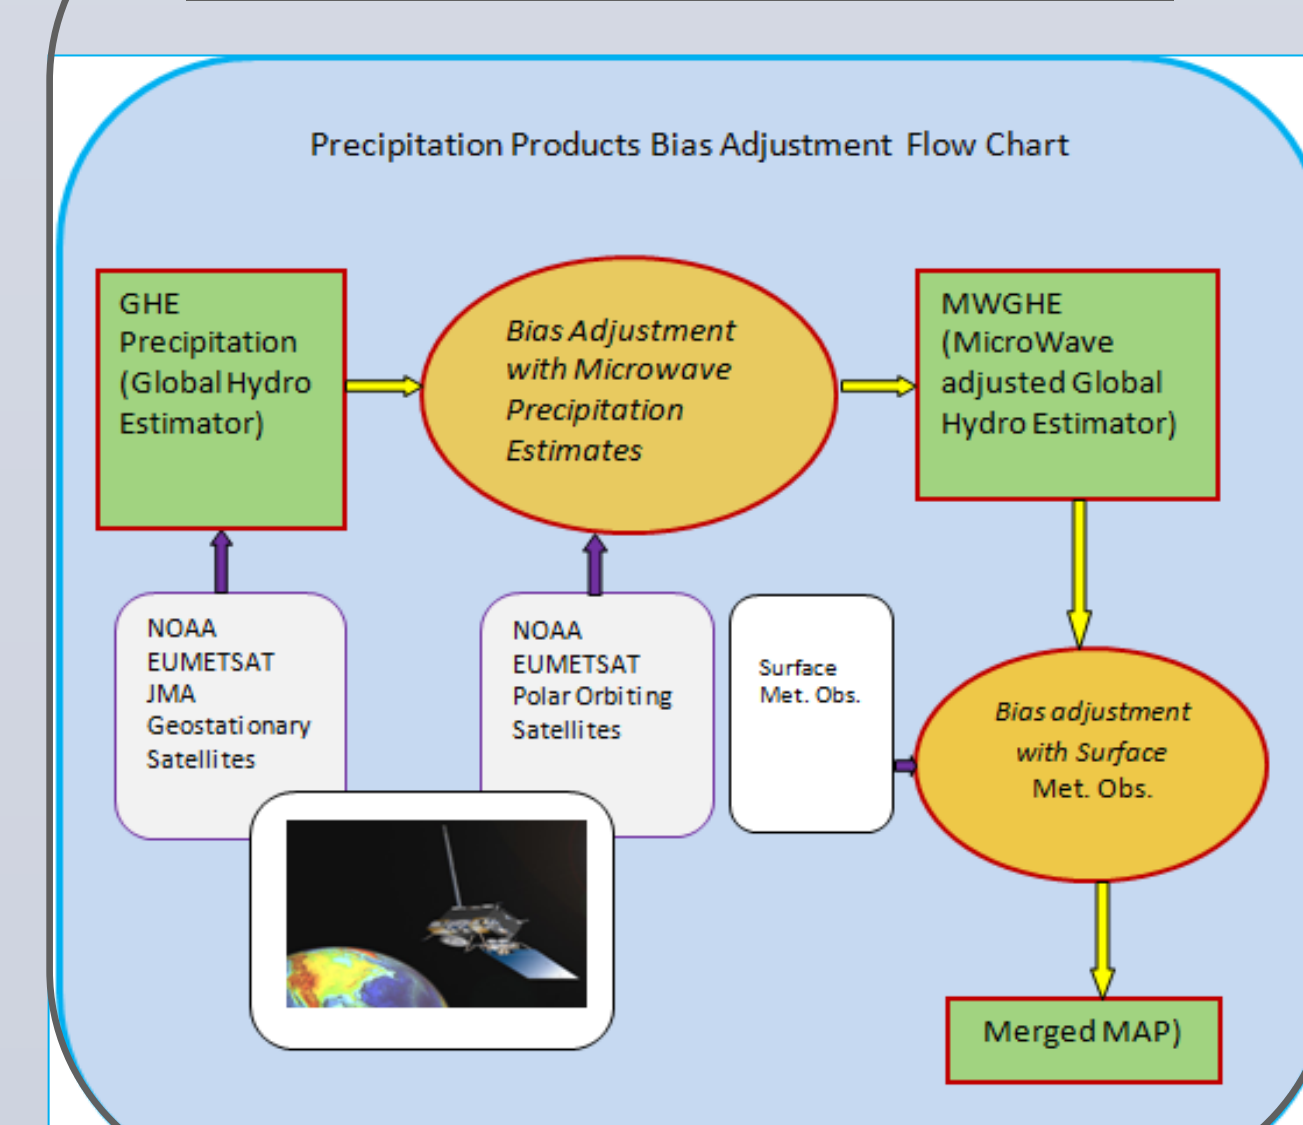 Precipitation Products Bias Adjustment Flow Chart
GHE
Precipitation
(Global Hydro
Estimator)
Bias Adjustment
with Microwave
Precipitation
Estimates
MWGHE
(MicroWave
adjusted Global
Hydro Estimator)
NOAA
EUMETSAT
JMA
Geostationary
Satellites
NOAA
EUMETSAT
Polar Orbiting
Satellites
Surface
Met. Obs.
Bias adjustment
with Surface
Met. Obs.
Merged MAP)